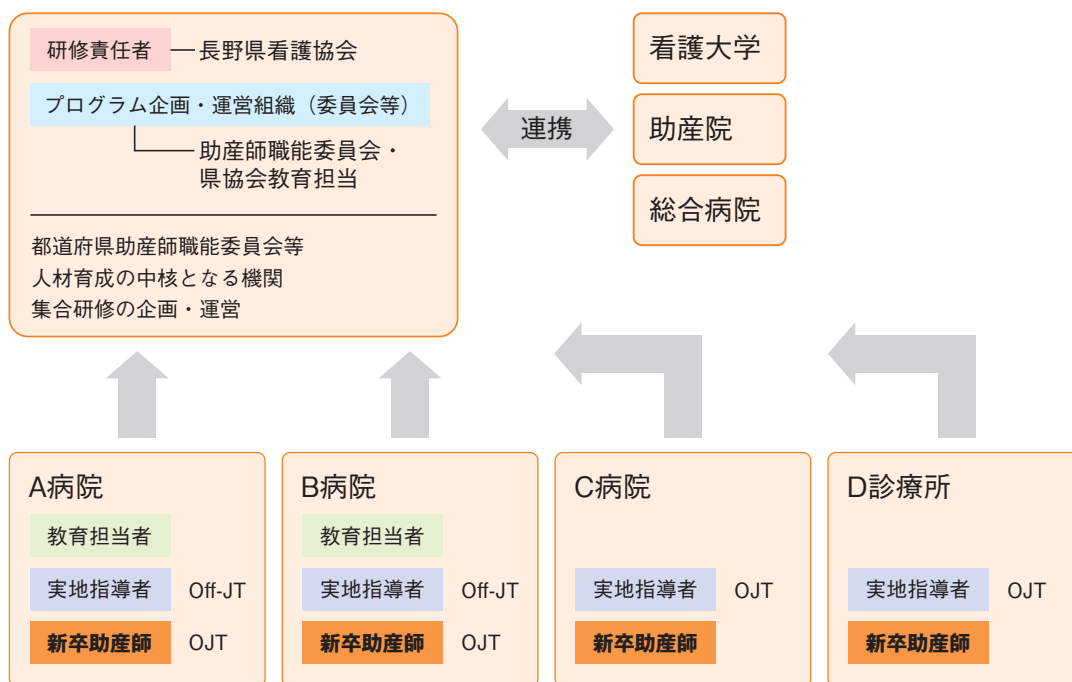 研修責任者 長野県看護協会
プログラム企画・運営組織（委員会等）
助産師職能委員会・
県協会教育担当
都道府県助産師職能委員会等
人材育成の中核となる機関
集合研修の企画・運営
連携
看護大学
助産院
総合病院
A病院
教育担当者
実地指導者 Off-JT
新卒助産師 OJT
B病院
教育担当者
実地指導者 Off-JT
新卒助産師 OJT
C病院
実地指導者 OJT
新卒助産師
D診療所
実地指導者 OJT
新卒助産師